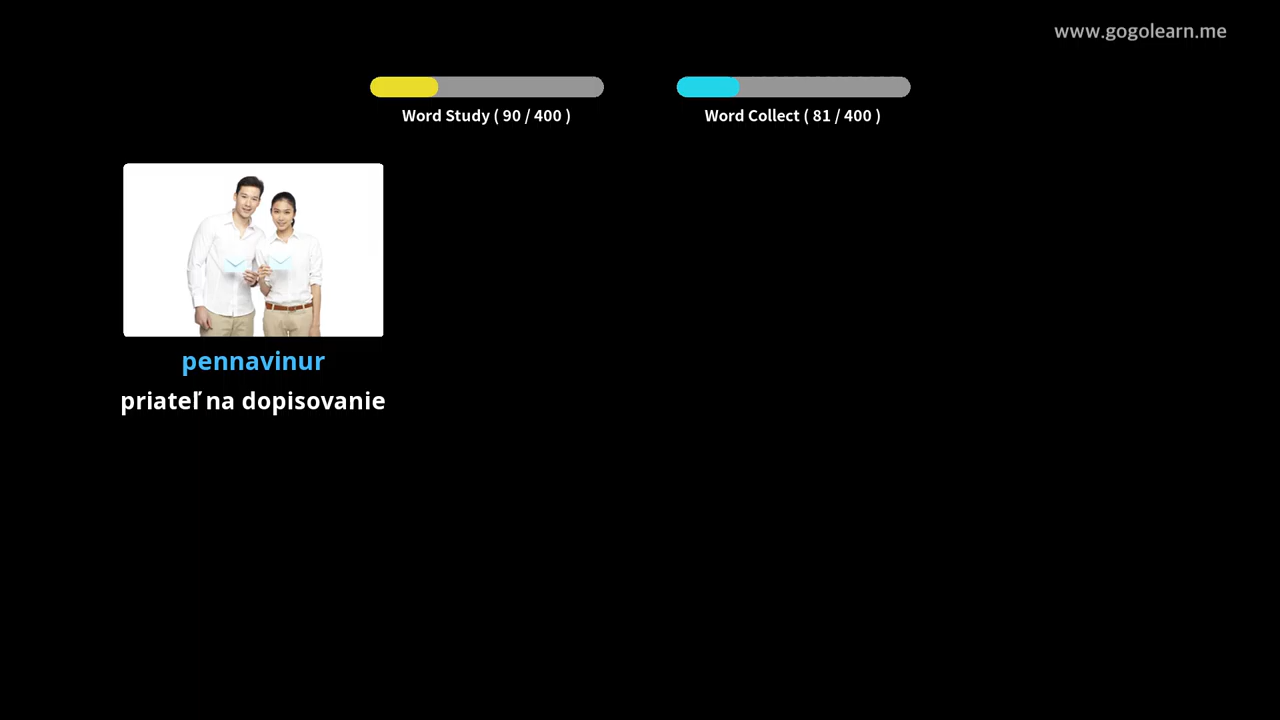 www.gogolearn.me
Word Study ( 90 / 400 )
Word Collect ( 81 / 400 )
pennavinur
priateľ na dopisovanie